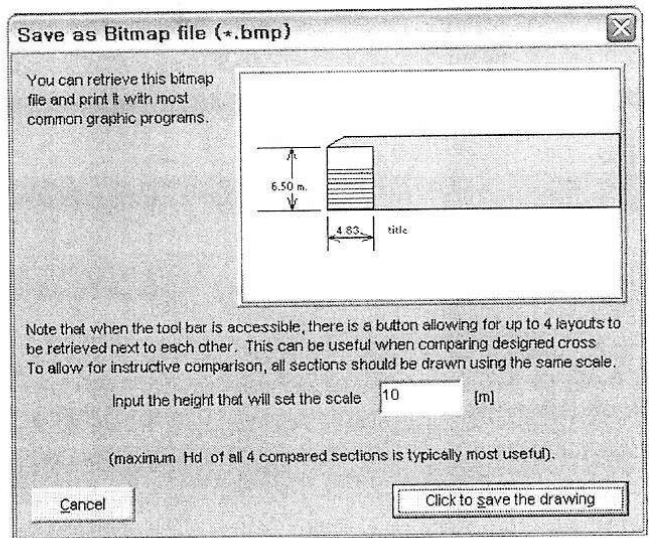 Save as Bitmap file (*.bmp)
You can retrieve this bitmap
file and print it with most
common graphic programs.
6.50 m.
4.83
title
Note that when the tool bar is accessible, there is a button allowing for up to 4 layouts to
be retrieved next to each other. This can be useful when comparing designed cross
To allow for instructive comparison, all sections should be drawn using the same scale.
Input the height that will set the scale 10 [m]
(maximum Hd of all 4 compared sections is typically most useful).
Cancel
Click to save the drawing